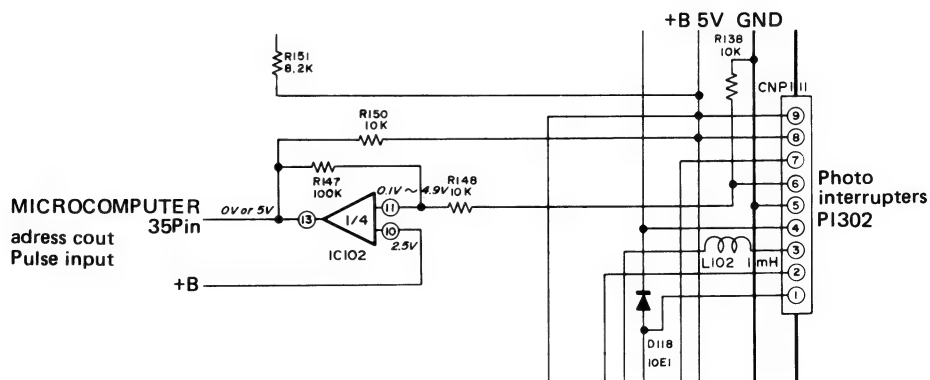 +B 5V GND
R138
10K
R151
8.2K
CNP111
R150
10K
9
8
7
6
5
4
3
2
1
R147
100K
0.1V ~ 4.9V
R148
10K
Photo
interrupters
PI302
MICROCOMPUTER
35Pin
0V or 5V
13
1/4
11
10
2.5V
IC102
adress cout
Pulse input
+B
L102 1mH
D118
10E1